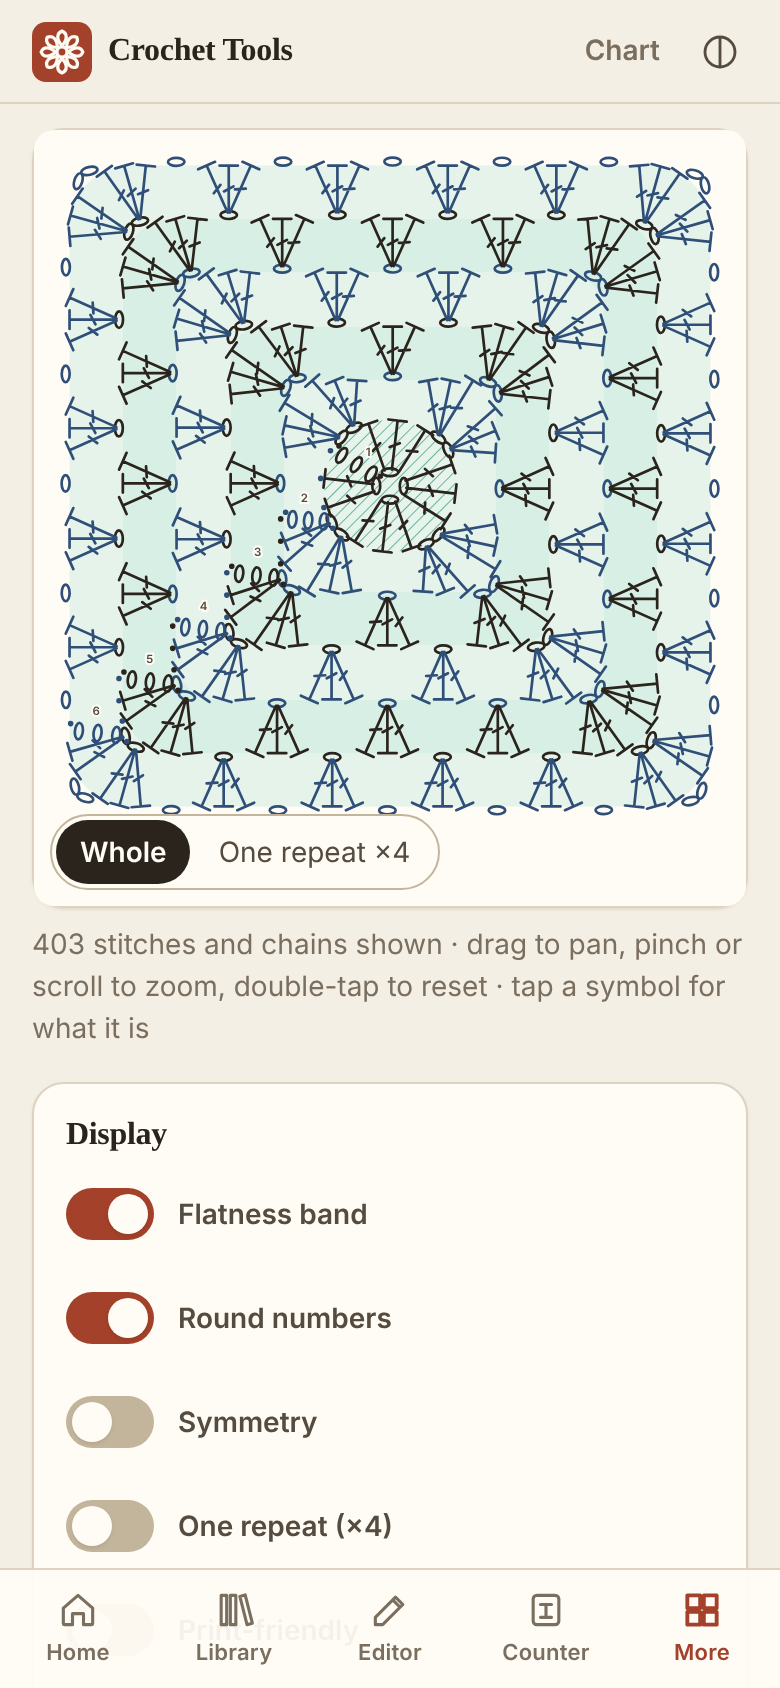 Crochet Tools
Chart
1
2
3
4
5
6
Whole
One repeat ×4
403 stitches and chains shown · drag to pan, pinch or
scroll to zoom, double-tap to reset · tap a symbol for
what it is
Display
Flatness band
Round numbers
Symmetry
One repeat (×4)
Print-friendly
Home
Library
Editor
Counter
More